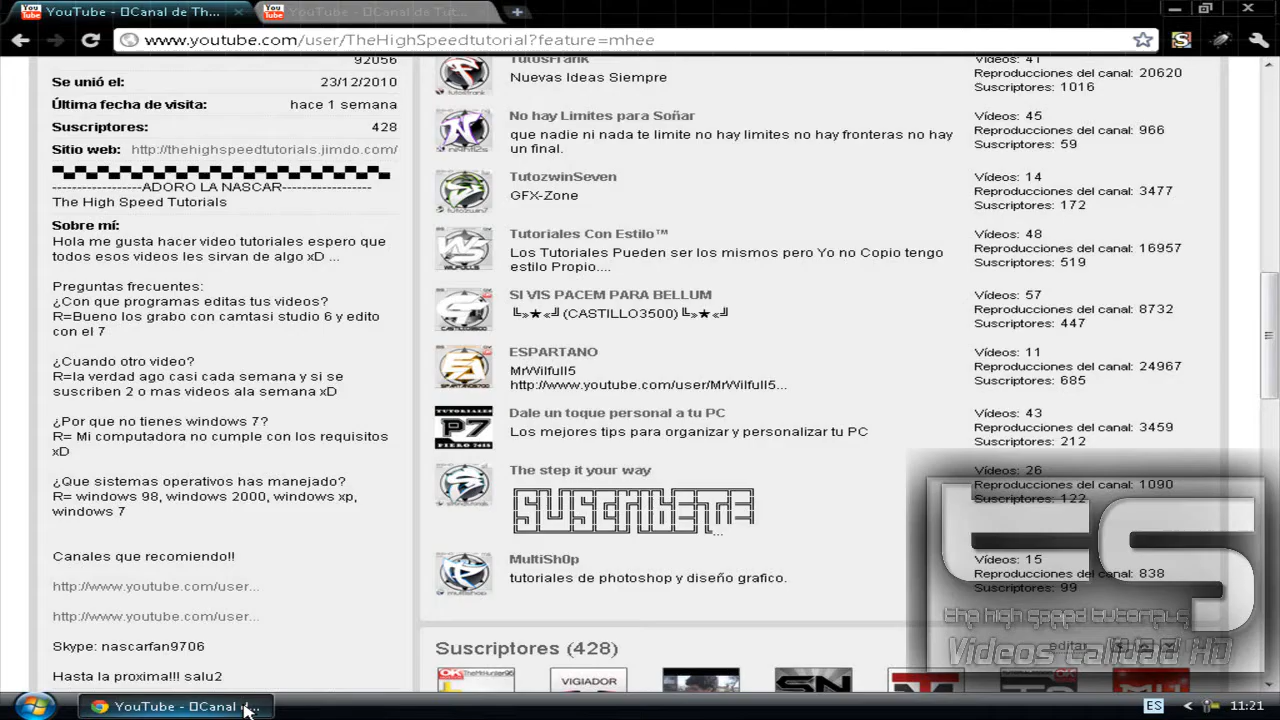 YouTube - Canal de Th...
YouTube - Canal de Tut...
www.youtube.com/user/TheHighSpeedtutorial?feature=mhee
92056
Se unió el: 23/12/2010
Última fecha de visita: hace 1 semana
Suscriptores: 428
Sitio web: http://thehighspeedtutorials.jimdo.com/
------------------ADORO LA NASCAR------------------
The High Speed Tutorials
Sobre mí:
Hola me gusta hacer video tutoriales espero que
todos esos videos les sirvan de algo xD ...
Preguntas frecuentes:
¿Con que programas editas tus videos?
R=Bueno los grabo con camtasi studio 6 y edito
con el 7
¿Cuando otro video?
R=la verdad ago casi cada semana y si se
suscriben 2 o mas videos ala semana xD
¿Por que no tienes windows 7?
R= Mi computadora no cumple con los requisitos
xD
¿Que sistemas operativos has manejado?
R= windows 98, windows 2000, windows xp,
windows 7
Canales que recomiendo!!
http://www.youtube.com/user...
http://www.youtube.com/user...
Skype: nascarfan9706
Hasta la proxima!!! salu2
TutosFrank
Nuevas Ideas Siempre
Vídeos: 41
Reproducciones del canal: 20620
Suscriptores: 1016
No hay Limites para Soñar
que nadie ni nada te limite no hay limites no hay fronteras no hay
un final.
Vídeos: 45
Reproducciones del canal: 966
Suscriptores: 59
TutozwinSeven
GFX-Zone
Vídeos: 14
Reproducciones del canal: 3477
Suscriptores: 172
Tutoriales Con Estilo™
Los Tutoriales Pueden ser los mismos pero Yo no Copio tengo
estilo Propio....
Vídeos: 48
Reproducciones del canal: 16957
Suscriptores: 519
SI VIS PACEM PARA BELLUM
╚»★«╝(CASTILLO3500)╚»★«╝
Vídeos: 57
Reproducciones del canal: 8732
Suscriptores: 447
ESPARTANO
MrWilfull5
http://www.youtube.com/user/MrWilfull5...
Vídeos: 11
Reproducciones del canal: 24967
Suscriptores: 685
Dale un toque personal a tu PC
Los mejores tips para organizar y personalizar tu PC
Vídeos: 43
Reproducciones del canal: 3459
Suscriptores: 212
TUTORIALES
P7
The step it your way
SUSCRIBETE
...
Vídeos: 26
Reproducciones del canal: 1090
Suscriptores: 122
MultiSh0p
tutoriales de photoshop y diseño grafico.
Vídeos: 15
Reproducciones del canal: 838
Suscriptores: 99
the high speed tutorials
Videos calidad HD
editar
Suscriptores (428)
OK
TheMrHunter96
VIGIADOR
SN
OK
YouTube - Canal d...
ES
11:21